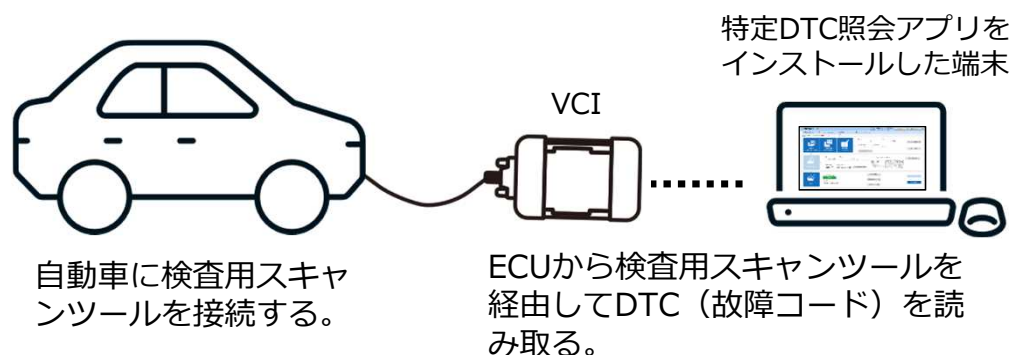 特定DTC照会アプリを
インストールした端末
VCI
自動車に検査用スキャ
ンツールを接続する。
ECUから検査用スキャンツールを
経由してDTC（故障コード）を読
み取る。